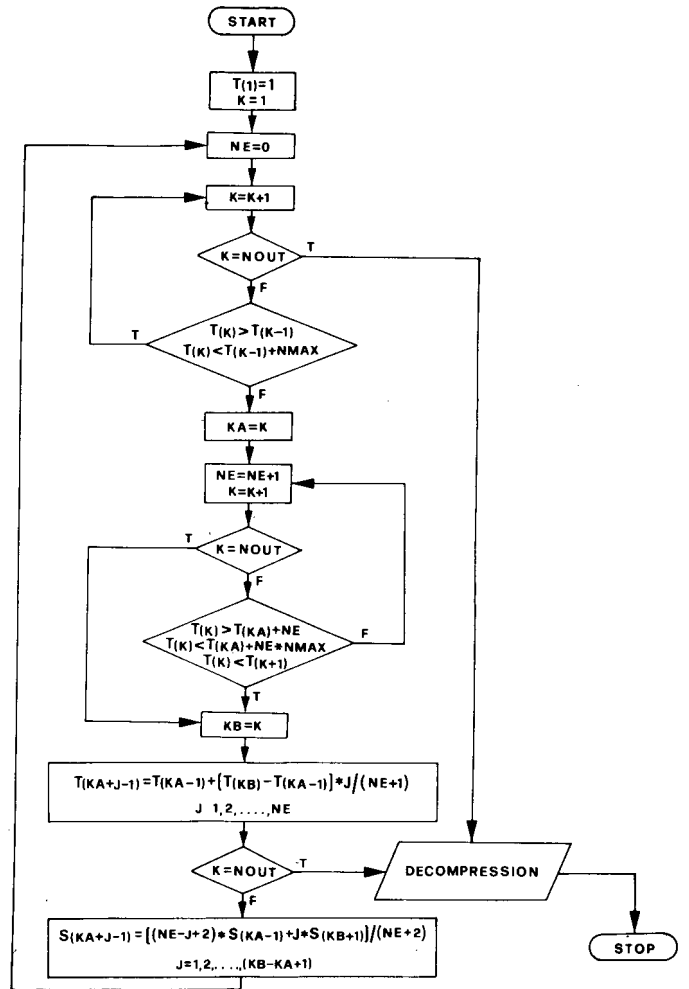 START
T(1)=1
K=1
NE=0
K=K+1
K=NOUT
T
F
T(K)>T(K-1)
T(K)<T(K-1)+NMAX
T
F
KA=K
NE=NE+1
K=K+1
T
K=NOUT
F
T(K)>T(KA)+NE
T(K)<T(KA)+NE*NMAX
T(K)<T(K+1)
F
T
KB=K
T(KA+J-1)=T(KA-1)+[T(KB)-T(KA-1)]*J/(NE+1)
J 1,2,....,NE
K=NOUT
T
DECOMPRESSION
F
S(KA+J-1)=[(NE-J+2)*S(KA-1)+J*S(KB+1)]/(NE+2)
J=1,2,....,(KB-KA+1)
STOP